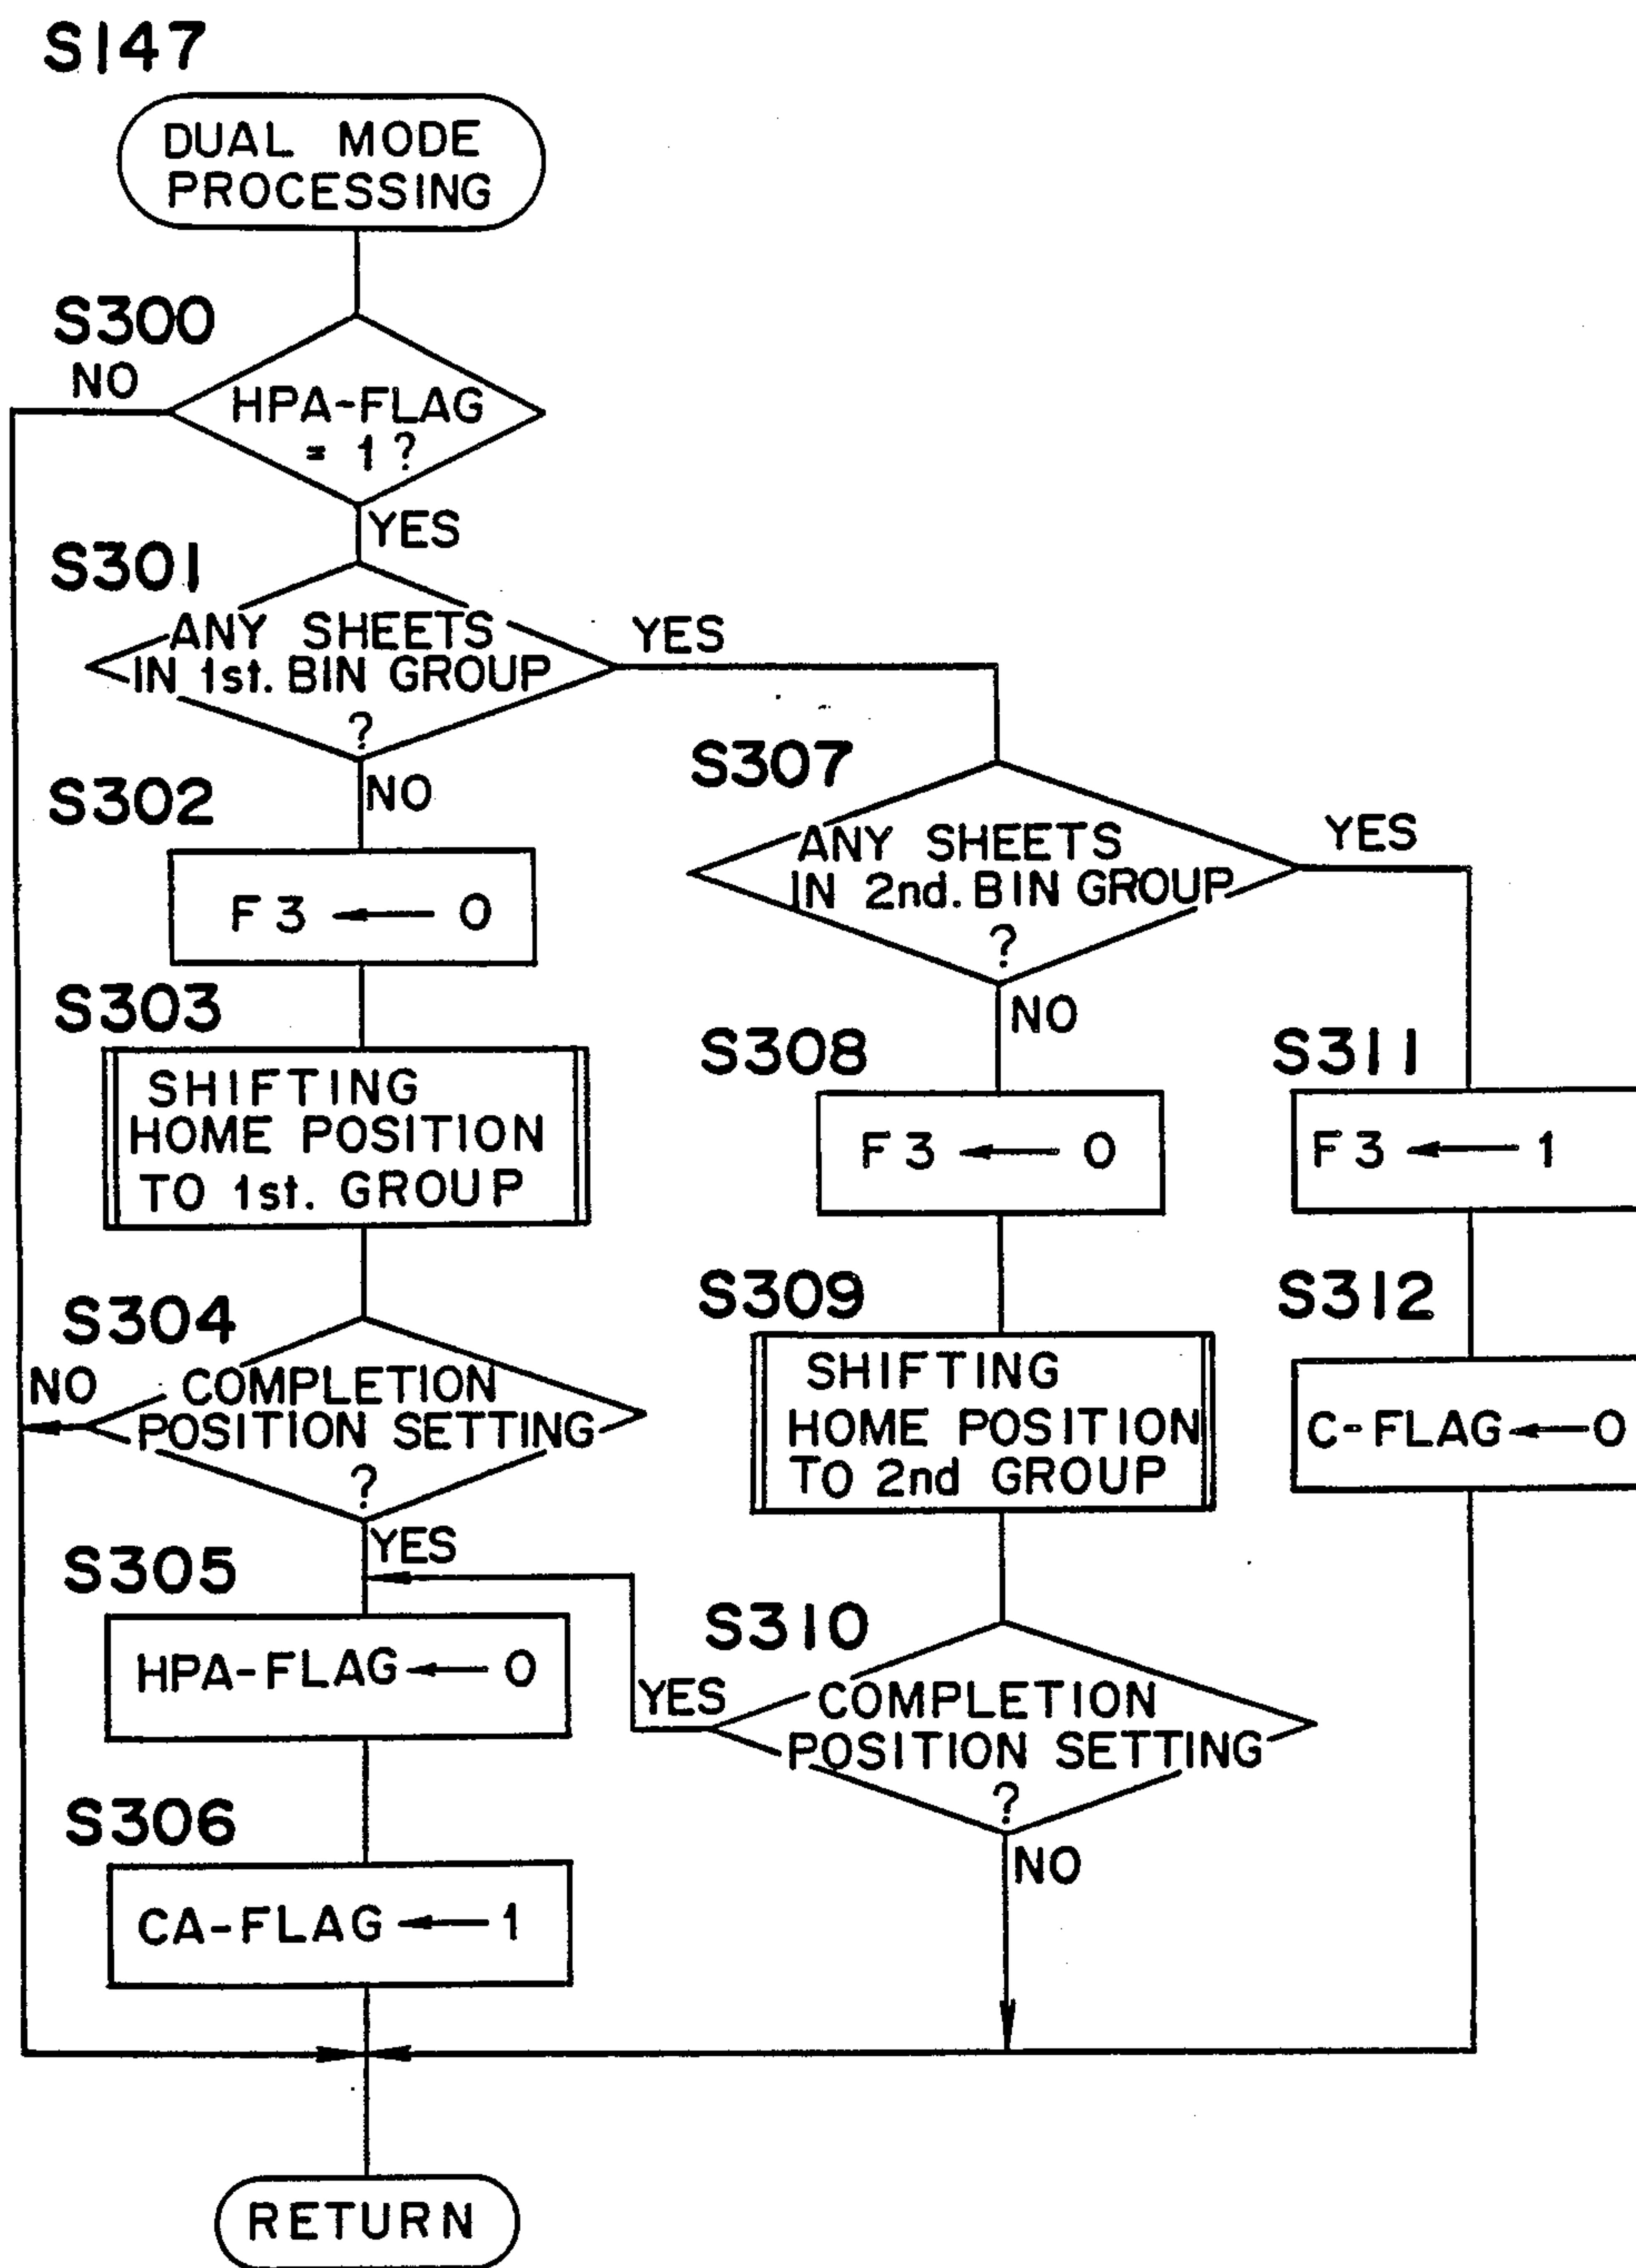 S147
DUAL MODE
PROCESSING
S300
NO
HPA-FLAG
= 1?
YES
S301
ANY SHEETS
IN 1st. BIN GROUP
?
YES
NO
S302
F3 ← 0
S303
SHIFTING
HOME POSITION
TO 1st. GROUP
S304
NO
COMPLETION
POSITION SETTING
?
YES
S305
HPA-FLAG ← 0
S306
CA-FLAG ← 1
S307
ANY SHEETS
IN 2nd. BIN GROUP
?
YES
NO
S308
F3 ← 0
S309
SHIFTING
HOME POSITION
TO 2nd GROUP
S310
YES
COMPLETION
POSITION SETTING
?
NO
S311
F3 ← 1
S312
C-FLAG ← 0
RETURN